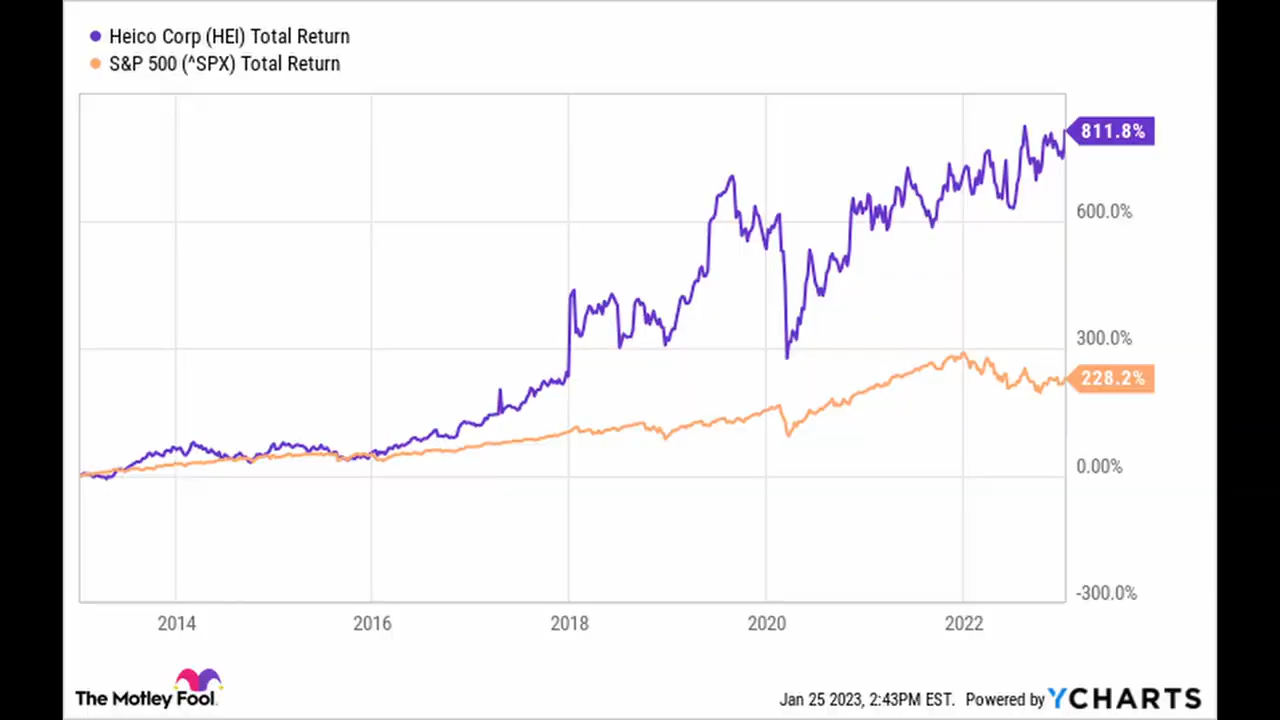 Heico Corp (HEI) Total Return
S&P 500 (^SPX) Total Return
811.8%
600.0%
300.0%
228.2%
0.00%
-300.0%
2014 2016 2018 2020 2022
The Motley Fool
Jan 25 2023, 2:43PM EST. Powered by YCHARTS